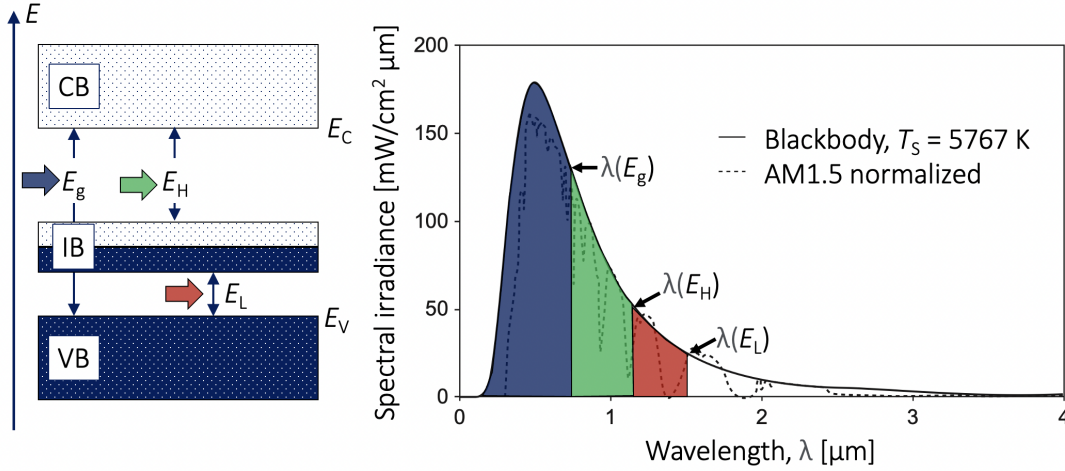 E
CB
E_C
E_g
E_H
IB
E_L
E_V
VB
Spectral irradiance [mW/cm² µm]
200
150
100
50
0
λ(E_g)
λ(E_H)
λ(E_L)
Blackbody, T_S = 5767 K
AM1.5 normalized
0
1
2
3
4
Wavelength, λ [µm]